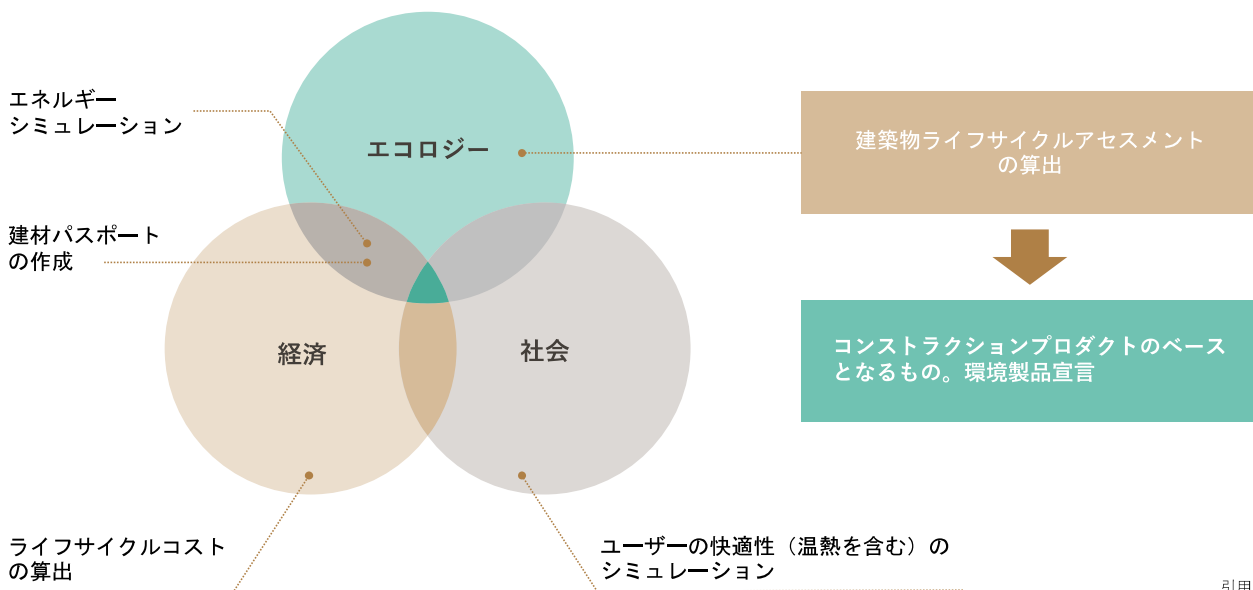 エネルギー
シミュレーション
エコロジー
建築物ライフサイクルアセスメント
の算出
建材パスポート
の作成
経済
社会
コンストラクションプロダクトのベース
となるもの。環境製品宣言
ライフサイクルコスト
の算出
ユーザーの快適性（温熱を含む）の
シミュレーション
引用